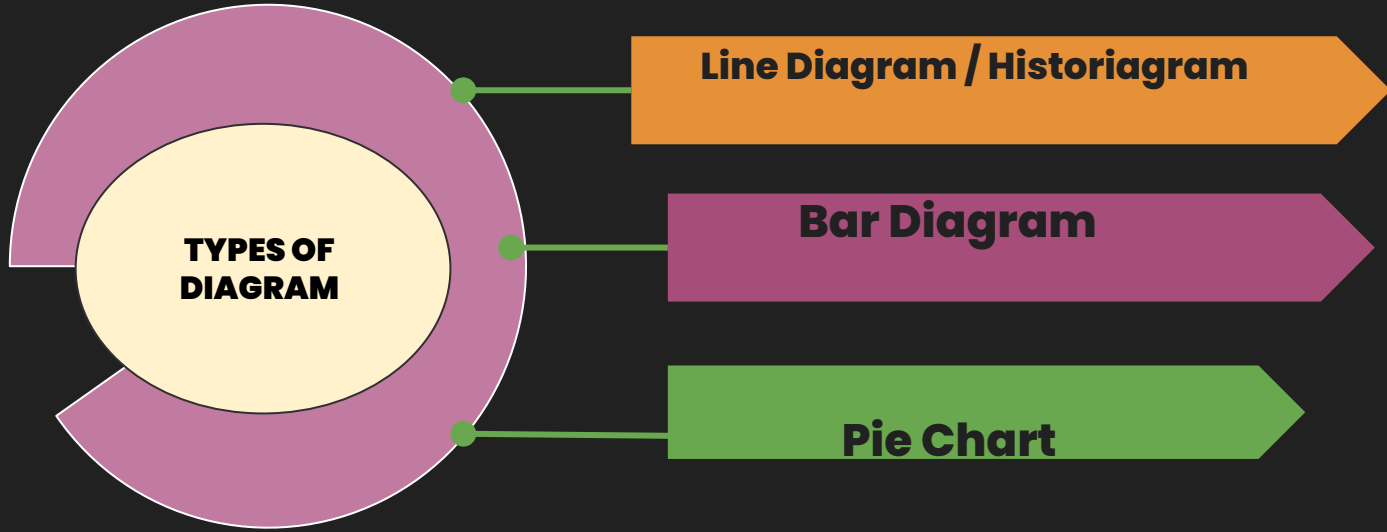 TYPES OF
DIAGRAM
Line Diagram / Historiagram
Bar Diagram
Pie Chart